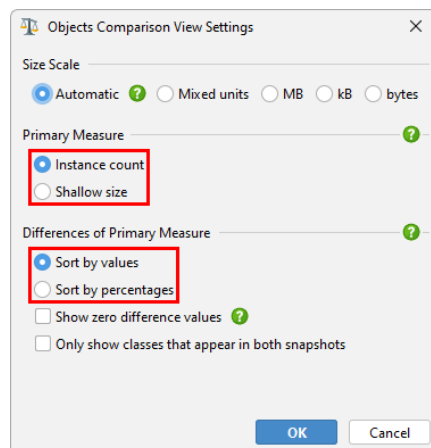 Objects Comparison View Settings
Size Scale
Automatic ? Mixed units MB kB bytes
Primary Measure ?
Instance count
Shallow size
Differences of Primary Measure ?
Sort by values
Sort by percentages
Show zero difference values ?
Only show classes that appear in both snapshots
OK Cancel